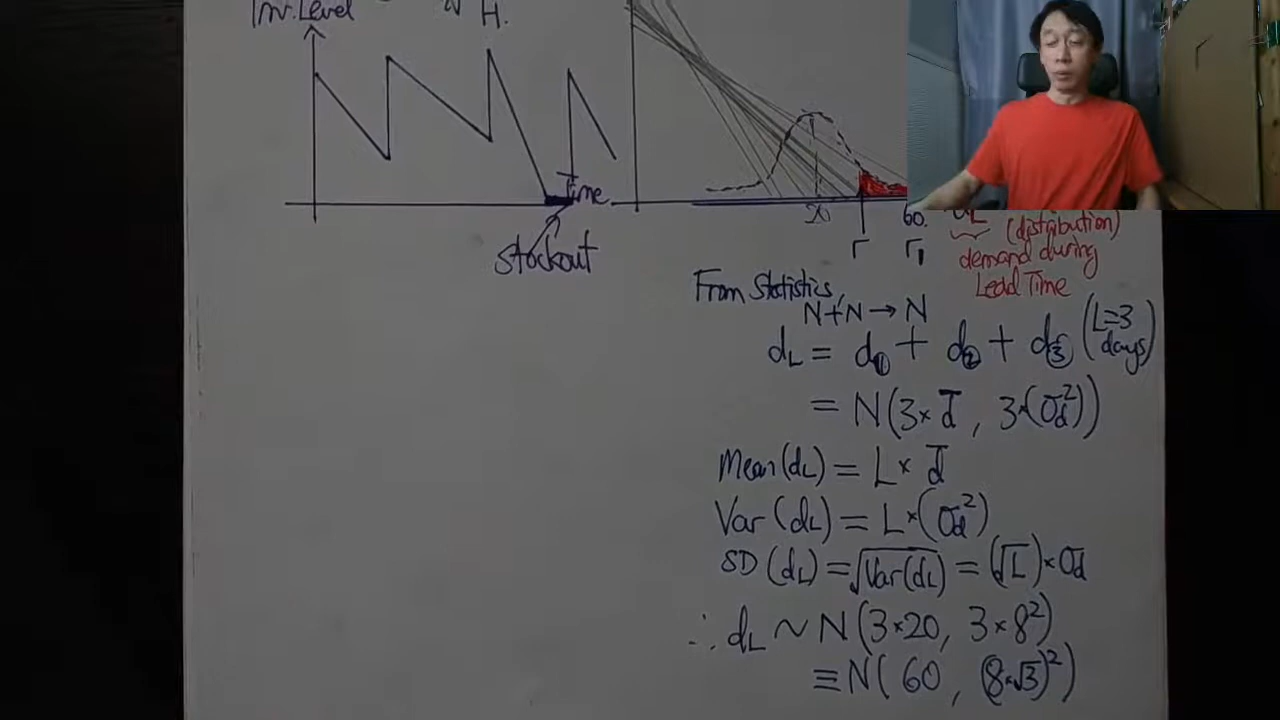 Inv. Level
H.
Time
stockout
r
60.
r₁
dL (distribution)
demand during
Lead Time
From Statistics,
N+N → N
dL = d① + d② + d③ (L=3 days)
= N(3× d̅, 3×(σd²))
Mean(dL) = L× d̅
Var(dL) = L×(σd²)
SD(dL) = √Var(dL) = (√L)×σd
∴ dL ~ N(3×20, 3×8²)
≡ N(60, (8×√3)²)